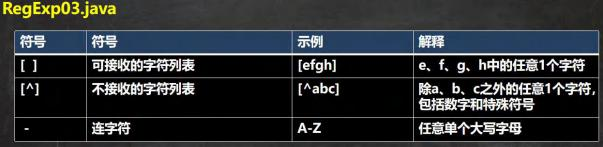 RegExp03.java
符号 符号 示例 解释
[ ] 可接收的字符列表 [efgh] e、f、g、h中的任意1个字符
[^] 不接收的字符列表 [^abc] 除a、b、c之外的任意1个字符,
包括数字和特殊符号
- 连字符 A-Z 任意单个大写字母